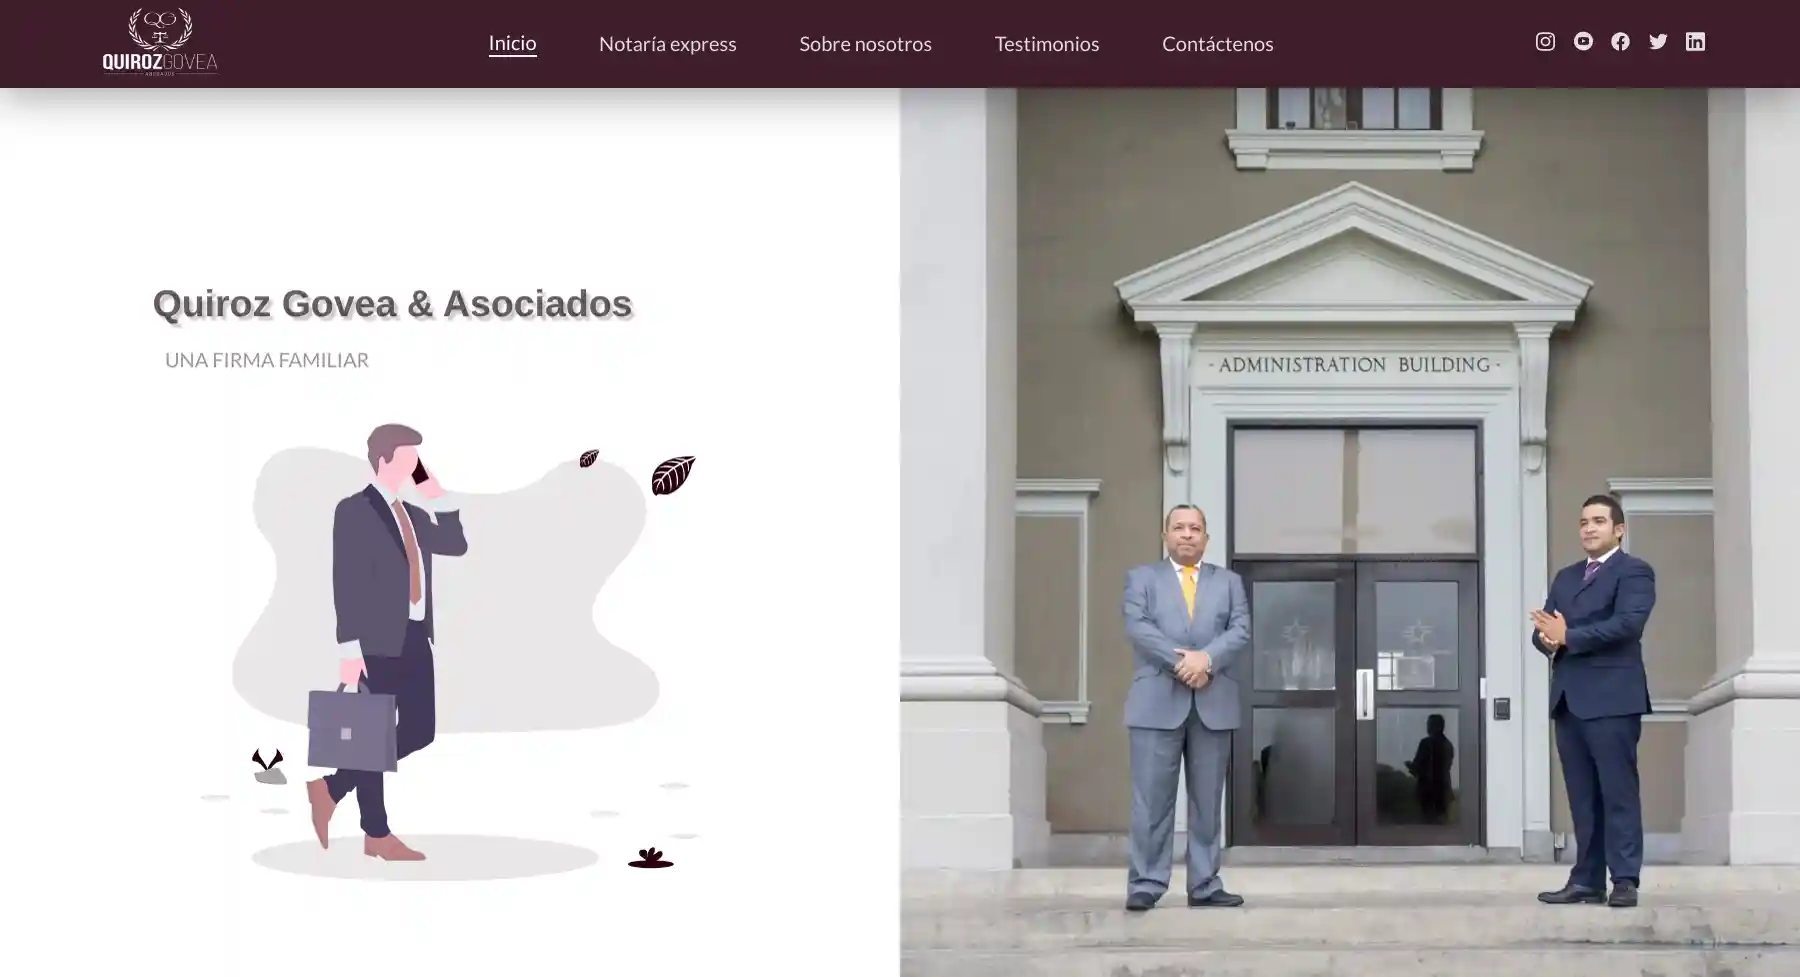 QUIROZGOVEA
ABOGADOS
Inicio
Notaría express
Sobre nosotros
Testimonios
Contáctenos
Quiroz Govea & Asociados
UNA FIRMA FAMILIAR
- ADMINISTRATION BUILDING -